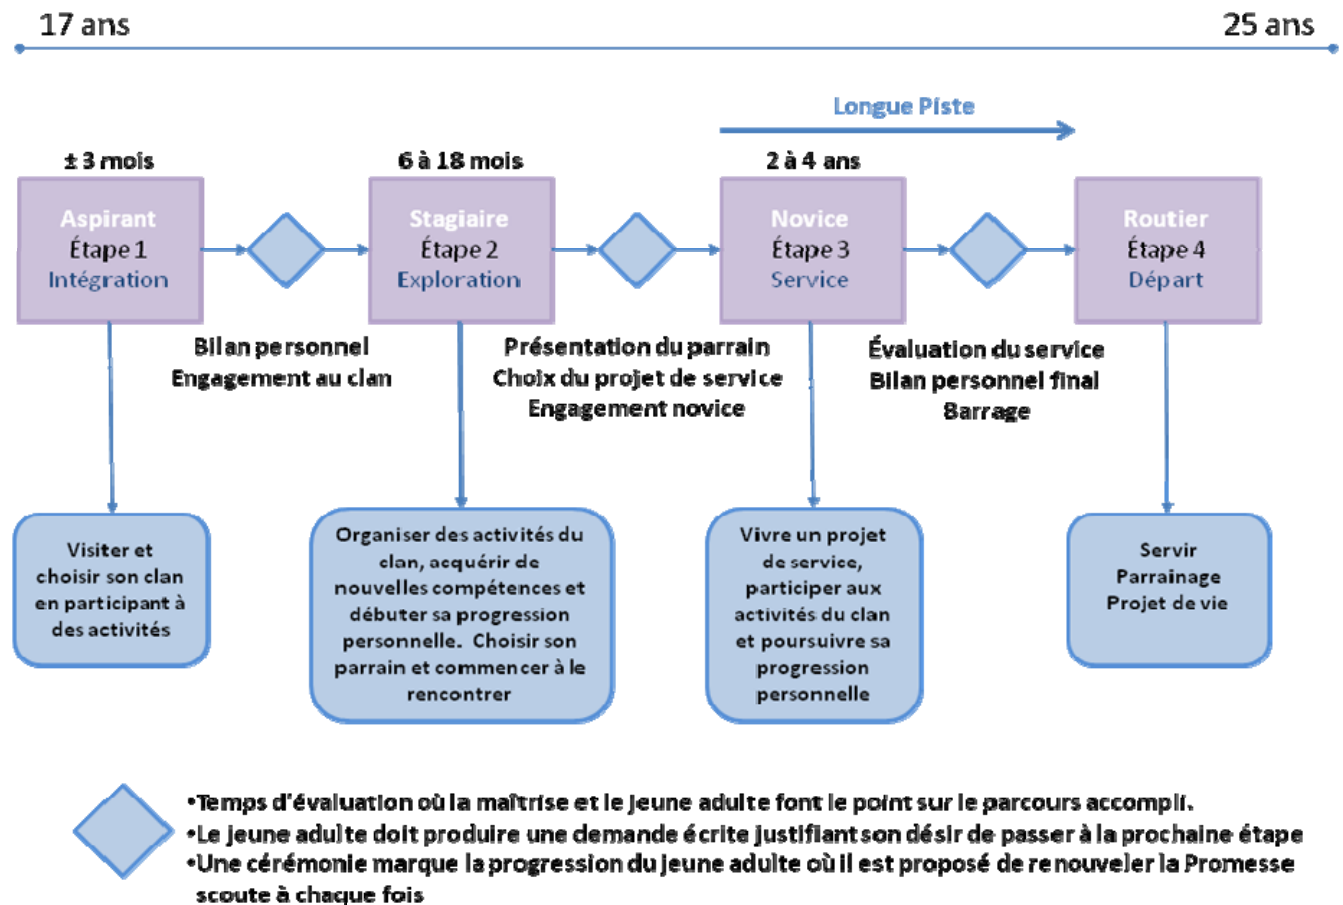 17 ans
25 ans
Longue Piste
± 3 mois
6 à 18 mois
2 à 4 ans
Aspirant
Étape 1
Intégration
Stagiaire
Étape 2
Exploration
Novice
Étape 3
Service
Routier
Étape 4
Départ
Bilan personnel
Engagement au clan
Présentation du parrain
Choix du projet de service
Engagement novice
Évaluation du service
Bilan personnel final
Barrage
Visiter et
choisir son clan
en participant à
des activités
Organiser des activités du
clan, acquérir de
nouvelles compétences et
débuter sa progression
personnelle. Choisir son
parrain et commencer à le
rencontrer
Vivre un projet
de service,
participer aux
activités du clan
et poursuivre sa
progression
personnelle
Servir
Parrainage
Projet de vie
•Temps d'évaluation où la maîtrise et le jeune adulte font le point sur le parcours accompli.
•Le jeune adulte doit produire une demande écrite justifiant son désir de passer à la prochaine étape
•Une cérémonie marque la progression du jeune adulte où il est proposé de renouveler la Promesse
scoute à chaque fois